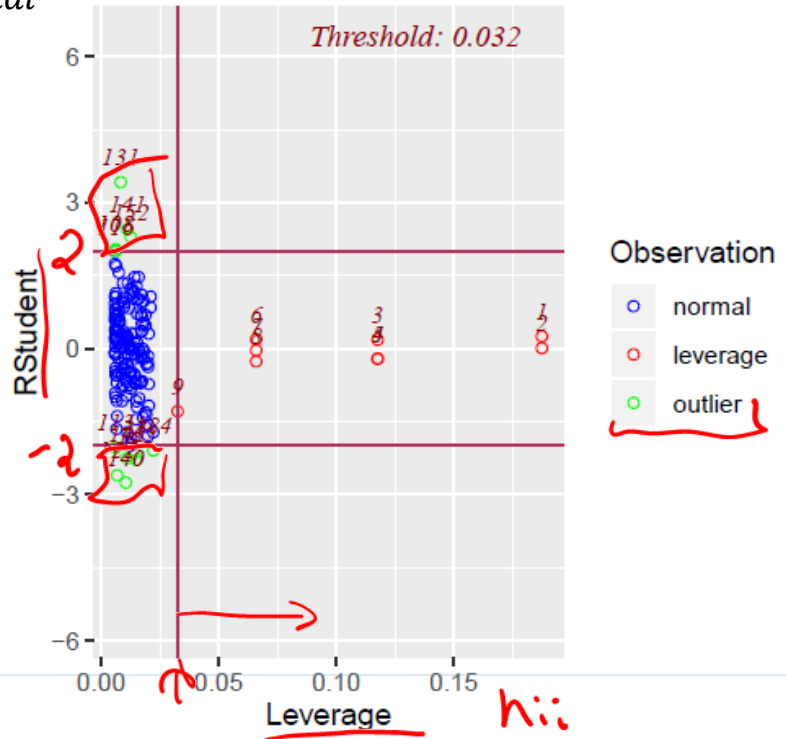 Threshold: 0.032
6
131
3
141
2
Observation
normal
6
3
1
2
0
leverage
9
outlier
-2
140
−3
−6
0.00
0.05
0.10
0.15
RStudent
Leverage
hii